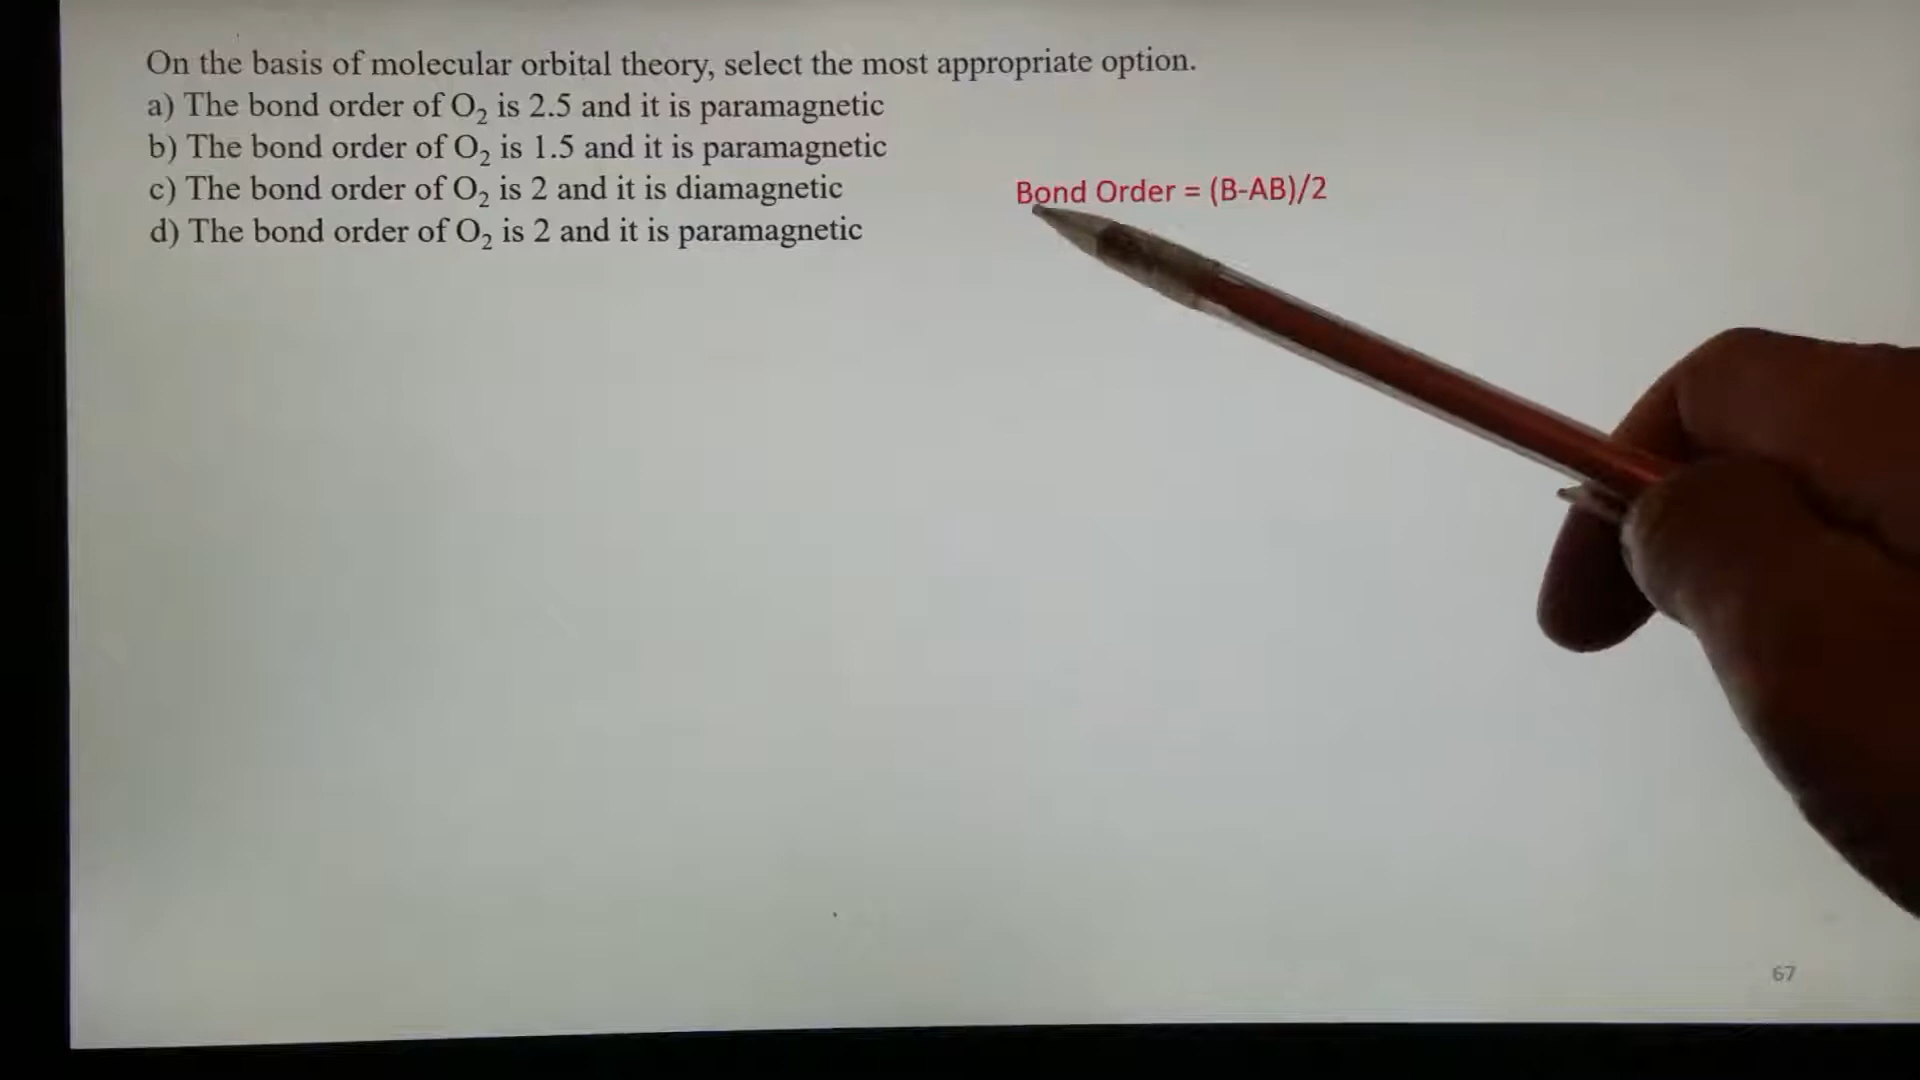 On the basis of molecular orbital theory, select the most appropriate option.
a) The bond order of O₂ is 2.5 and it is paramagnetic
b) The bond order of O₂ is 1.5 and it is paramagnetic
c) The bond order of O₂ is 2 and it is diamagnetic
d) The bond order of O₂ is 2 and it is paramagnetic
Bond Order = (B-AB)/2
67